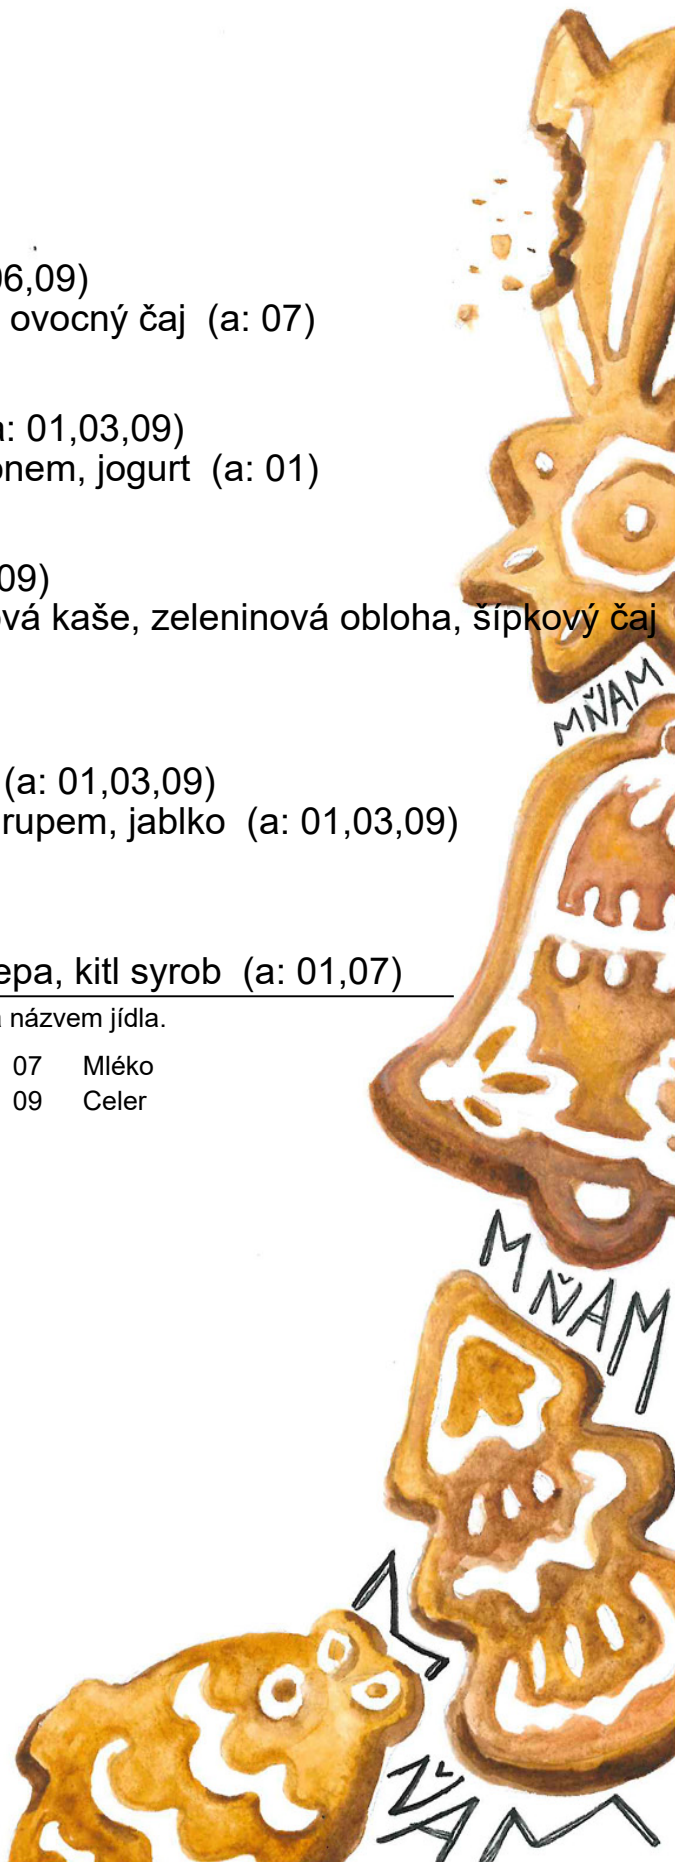 06,09)
ovocný čaj (a: 07)
a: 01,03,09)
onem, jogurt (a: 01)
09)
ová kaše, zeleninová obloha, šípkový čaj
(a: 01,03,09)
rupem, jablko (a: 01,03,09)
epa, kitl syrob (a: 01,07)
a názvem jídla.
07 Mléko
09 Celer
MŇAM
MŇAM
MŇAM